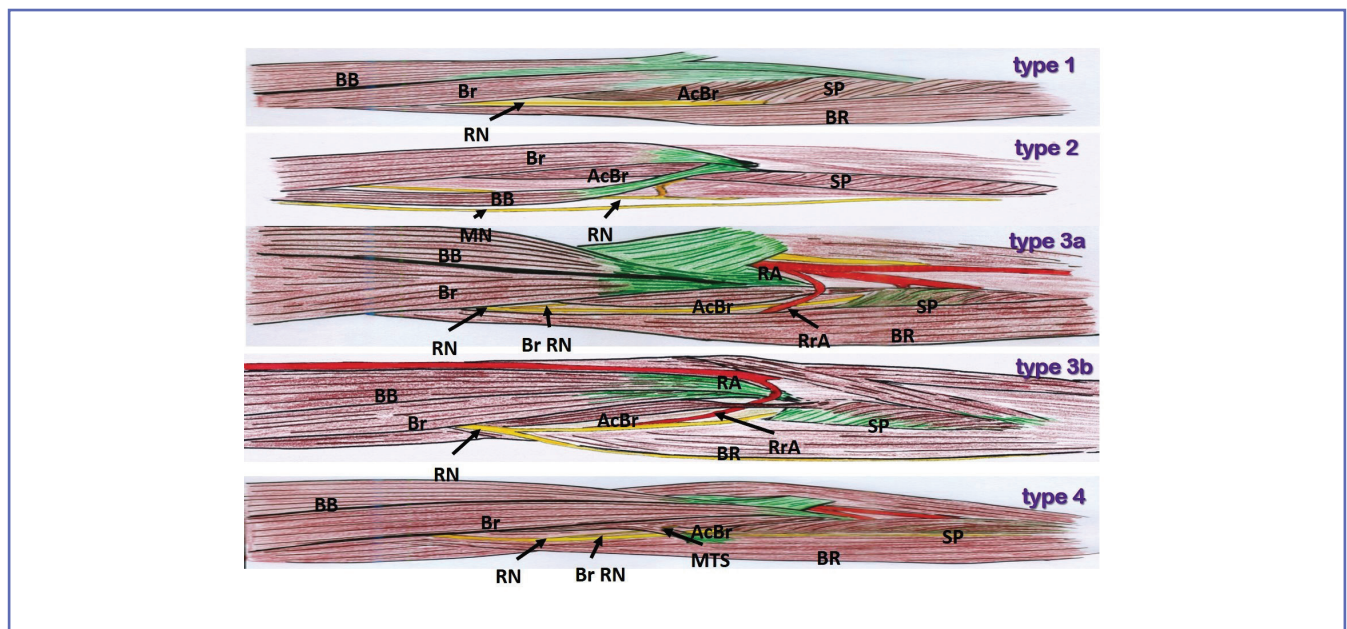 type 1
BB
Br
AcBr
SP
BR
RN
type 2
Br
AcBr
SP
BB
MN
RN
type 3a
BB
RA
Br
AcBr
SP
BR
RN
Br RN
RrA
type 3b
RA
BB
Br
AcBr
SP
BR
RrA
RN
type 4
BB
Br
AcBr
SP
MTS
BR
RN
Br RN